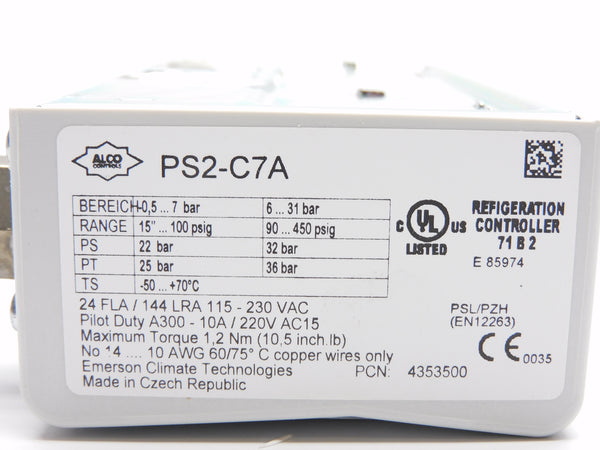 ALCO
CONTROLS
PS2-C7A
BEREICH -0,5 ... 7 bar 6 ... 31 bar
RANGE 15" ... 100 psig 90 ... 450 psig
PS 22 bar 32 bar
PT 25 bar 36 bar
TS -50 ... +70°C
24 FLA / 144 LRA 115 - 230 VAC
Pilot Duty A300 - 10A / 220V AC15
Maximum Torque 1,2 Nm (10,5 inch.lb)
No 14 .... 10 AWG 60/75° C copper wires only
Emerson Climate Technologies
Made in Czech Republic
PCN: 4353500
C UL US
LISTED
REFIGERATION
CONTROLLER
71 B 2
E 85974
PSL/PZH
(EN12263)
CE 0035